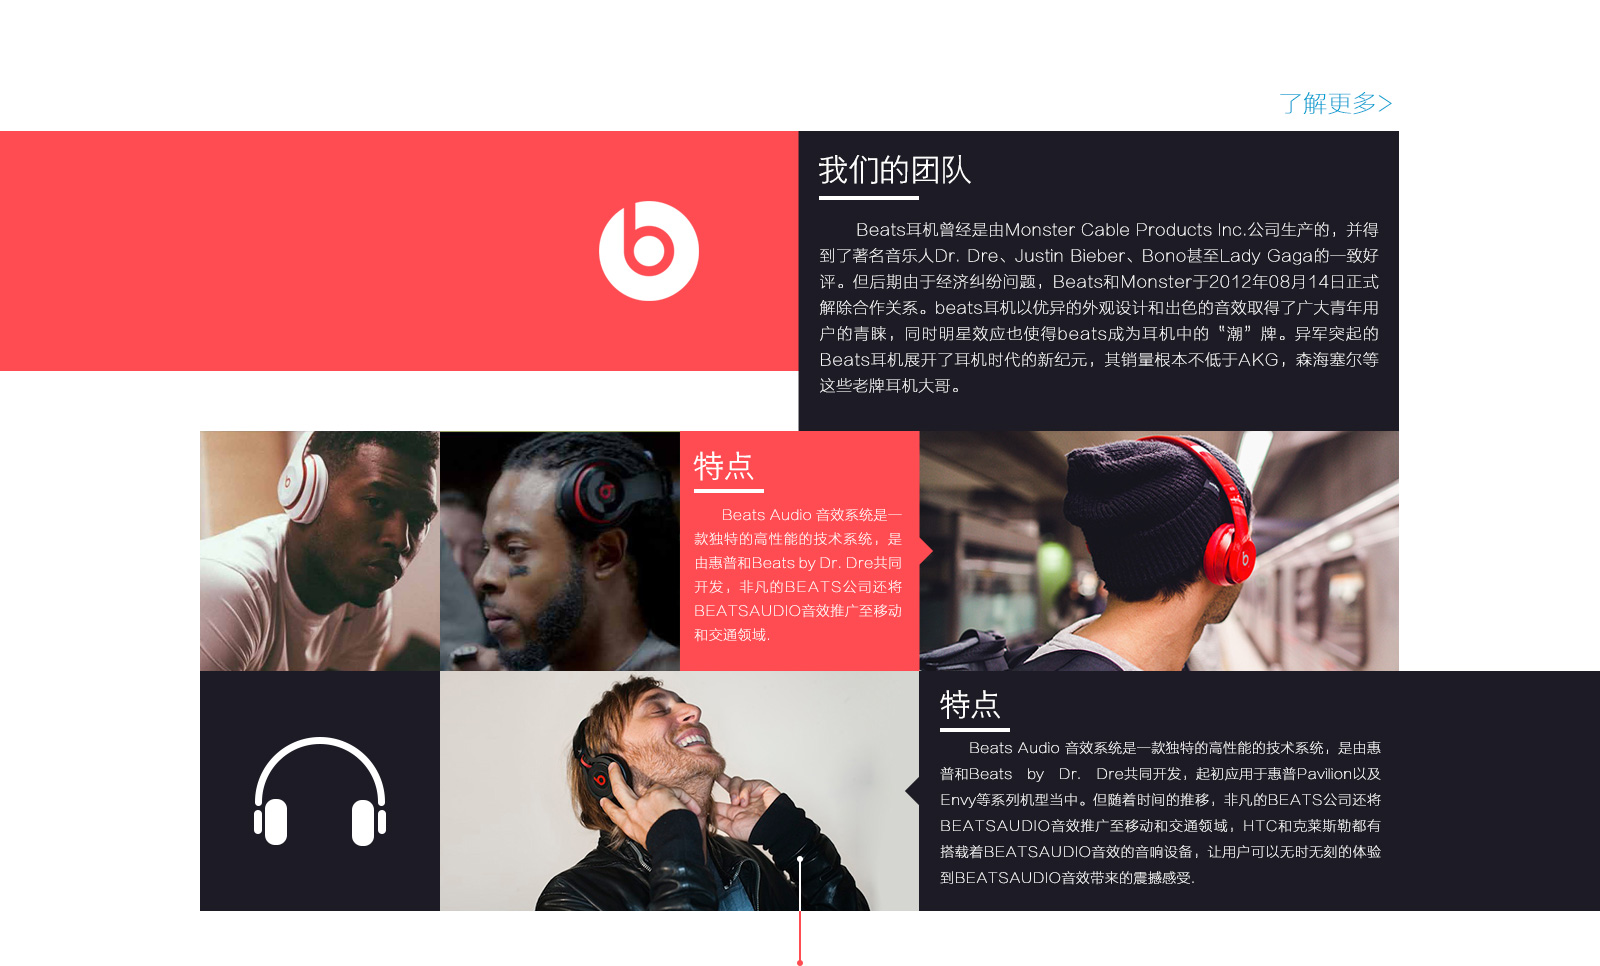 了解更多>
我们的团队
Beats耳机曾经是由Monster Cable Products Inc.公司生产的，并得
到了著名音乐人Dr. Dre、Justin Bieber、Bono甚至Lady Gaga的一致好
评。但后期由于经济纠纷问题，Beats和Monster于2012年08月14日正式
解除合作关系。beats耳机以优异的外观设计和出色的音效取得了广大青年用
户的青睐，同时明星效应也使得beats成为耳机中的〝潮”牌。异军突起的
Beats耳机展开了耳机时代的新纪元，其销量根本不低于AKG，森海塞尔等
这些老牌耳机大哥。
特点
Beats Audio 音效系统是一
款独特的高性能的技术系统，是
由惠普和Beats by Dr. Dre共同
开发，非凡的BEATS公司还将
BEATSAUDIO音效推广至移动
和交通领域.
特点
Beats Audio 音效系统是一款独特的高性能的技术系统，是由惠
普和Beats by Dr. Dre共同开发，起初应用于惠普Pavilion以及
Envy等系列机型当中。但随着时间的推移，非凡的BEATS公司还将
BEATSAUDIO音效推广至移动和交通领域，HTC和克莱斯勒都有
搭载着BEATSAUDIO音效的音响设备，让用户可以无时无刻的体验
到BEATSAUDIO音效带来的震撼感受.